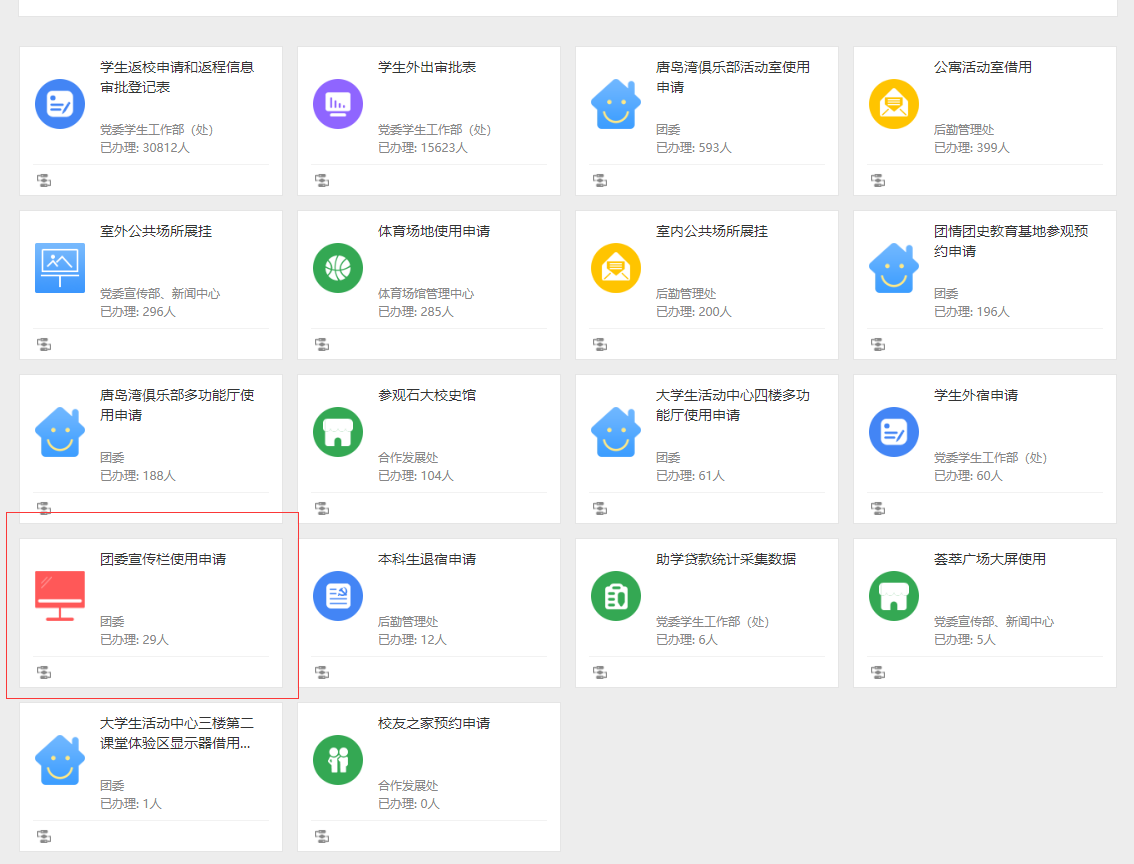 学生返校申请和返程信息
审批登记表
党委学生工作部（处）
已办理: 30812人
学生外出审批表
党委学生工作部（处）
已办理: 15623人
唐岛湾俱乐部活动室使用
申请
团委
已办理: 593人
公寓活动室借用
后勤管理处
已办理: 399人
室外公共场所展挂
党委宣传部、新闻中心
已办理: 296人
体育场地使用申请
体育场馆管理中心
已办理: 285人
室内公共场所展挂
后勤管理处
已办理: 200人
团情团史教育基地参观预
约申请
团委
已办理: 196人
唐岛湾俱乐部多功能厅使
用申请
团委
已办理: 188人
参观石大校史馆
合作发展处
已办理: 104人
大学生活动中心四楼多功
能厅使用申请
团委
已办理: 61人
学生外宿申请
党委学生工作部（处）
已办理: 60人
团委宣传栏使用申请
团委
已办理: 29人
本科生退宿申请
后勤管理处
已办理: 12人
助学贷款统计采集数据
党委学生工作部（处）
已办理: 6人
荟萃广场大屏使用
党委宣传部、新闻中心
已办理: 5人
大学生活动中心三楼第二
课堂体验区显示器借用...
团委
已办理: 1人
校友之家预约申请
合作发展处
已办理: 0人